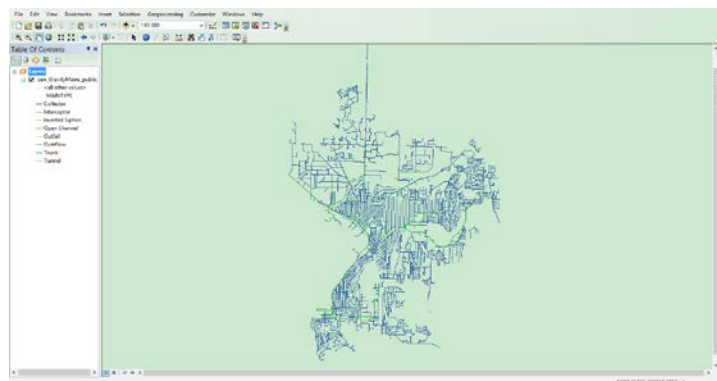 File Edit View Bookmarks Insert Selection Geoprocessing Customize Windows Help
Table Of Contents
Layers
<all other values>
MAINTYPE
Collector
Interceptor
Inverted Siphon
Open Channel
Outfall
Overflow
Trunk
Tunnel